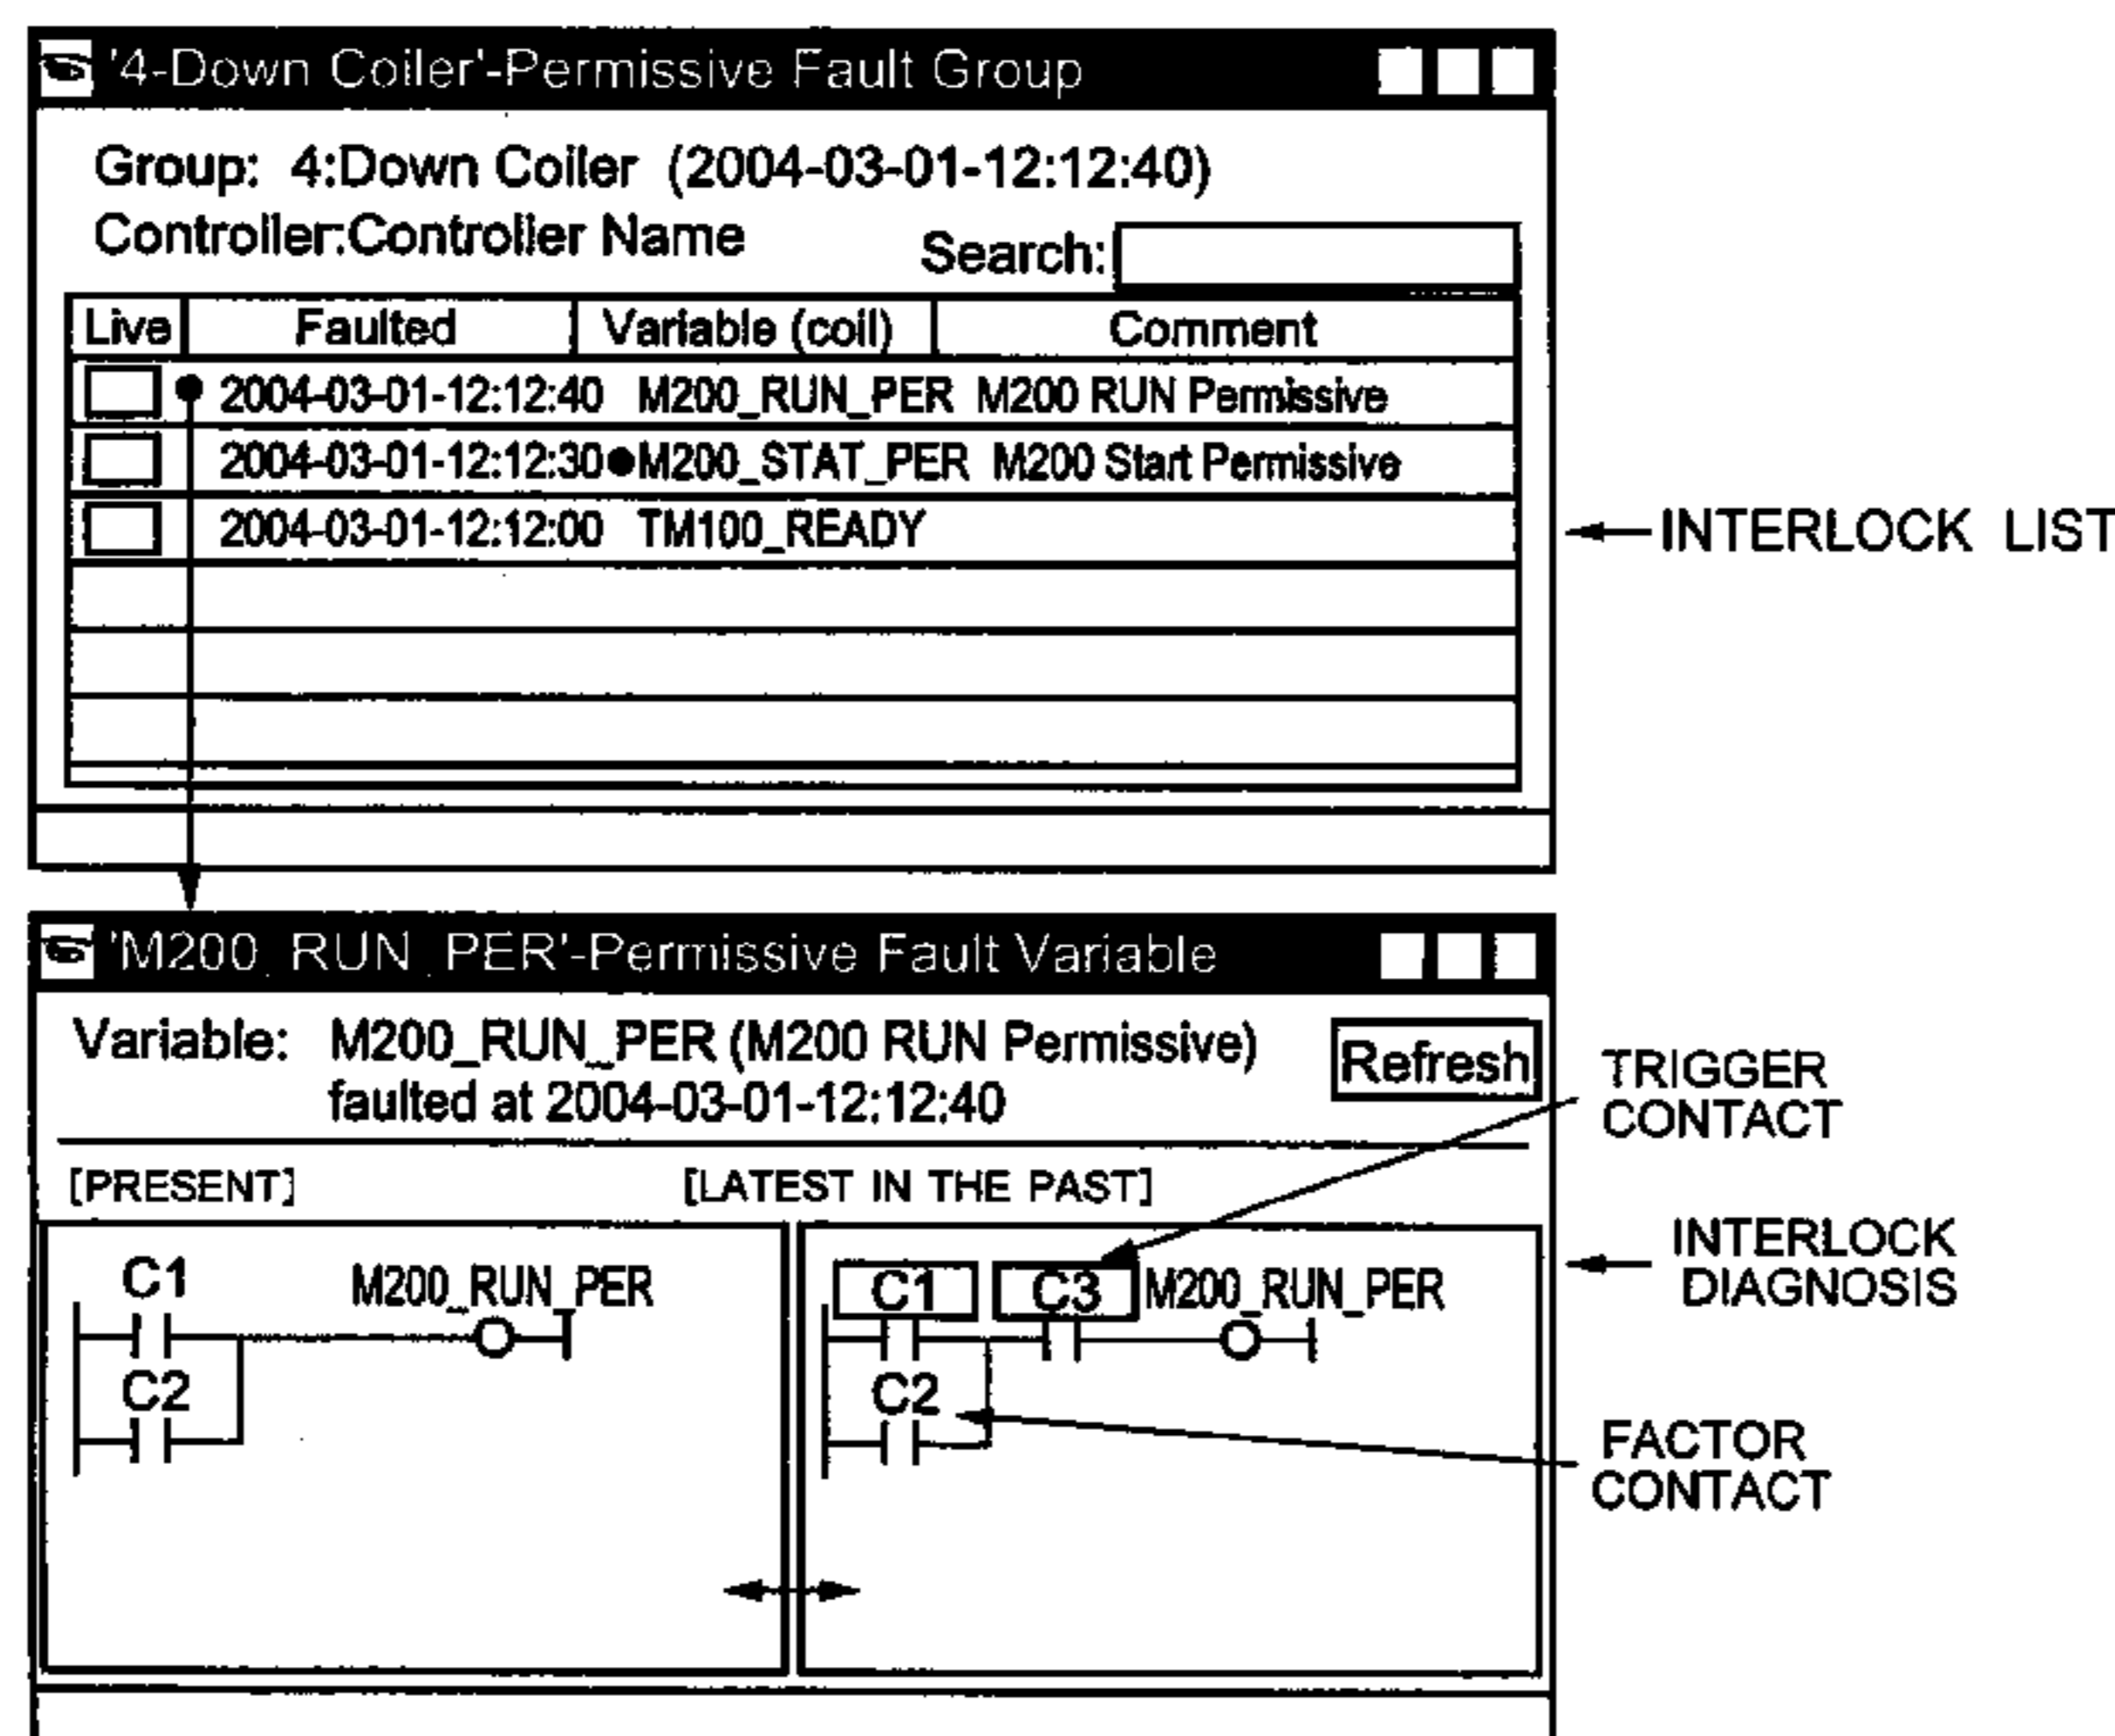 '4-Down Coiler'-Permissive Fault Group
Group: 4:Down Coiler (2004-03-01-12:12:40)
Controller:Controller Name
Search:
Live Faulted Variable (coil) Comment
2004-03-01-12:12:40 M200_RUN_PER M200 RUN Permissive
2004-03-01-12:12:30 M200_STAT_PER M200 Start Permissive
2004-03-01-12:12:00 TM100_READY
INTERLOCK LIST
'M200_RUN_PER'-Permissive Fault Variable
Variable: M200_RUN_PER (M200 RUN Permissive)
faulted at 2004-03-01-12:12:40
Refresh
TRIGGER
CONTACT
[PRESENT] [LATEST IN THE PAST]
C1 M200_RUN_PER
C2
C1 C3 M200_RUN_PER
C2
INTERLOCK
DIAGNOSIS
FACTOR
CONTACT